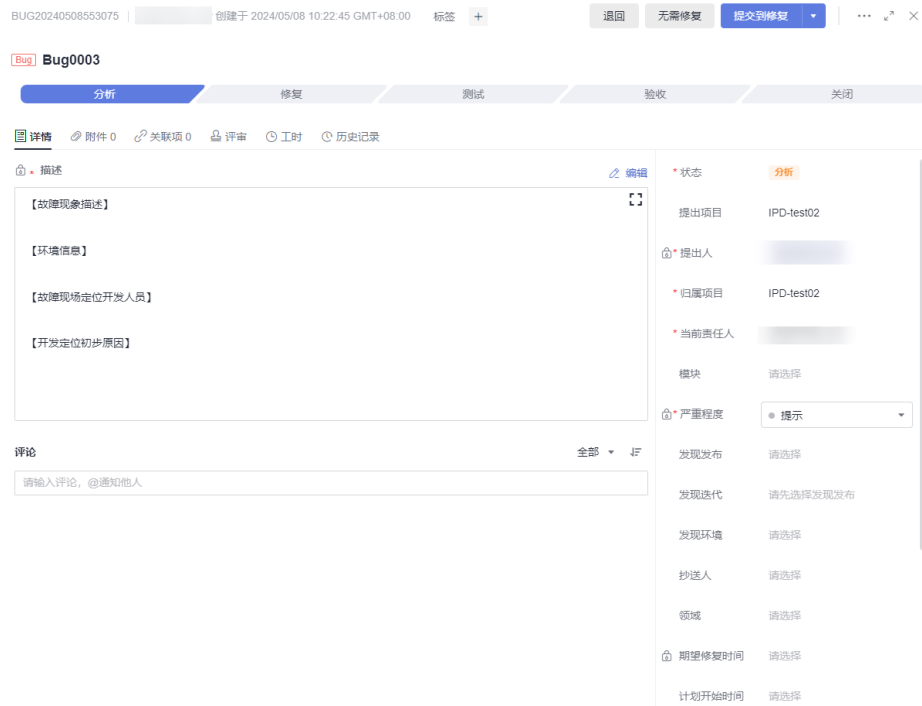 BUG20240508553075 创建于 2024/05/08 10:22:45 GMT+08:00 标签 + 退回 无需修复 提交到修复
Bug Bug0003
分析 修复 测试 验收 关闭
详情 附件 0 关联项 0 评审 工时 历史记录
描述 编辑
【故障现象描述】
【环境信息】
【故障现场定位开发人员】
【开发定位初步原因】
评论 全部
请输入评论，@通知他人
* 状态 分析
提出项目 IPD-test02
* 提出人
* 归属项目 IPD-test02
* 当前责任人
模块 请选择
* 严重程度 提示
发现发布 请选择
发现迭代 请先选择发现发布
发现环境 请选择
抄送人 请选择
领域 请选择
期望修复时间 请选择
计划开始时间 请选择